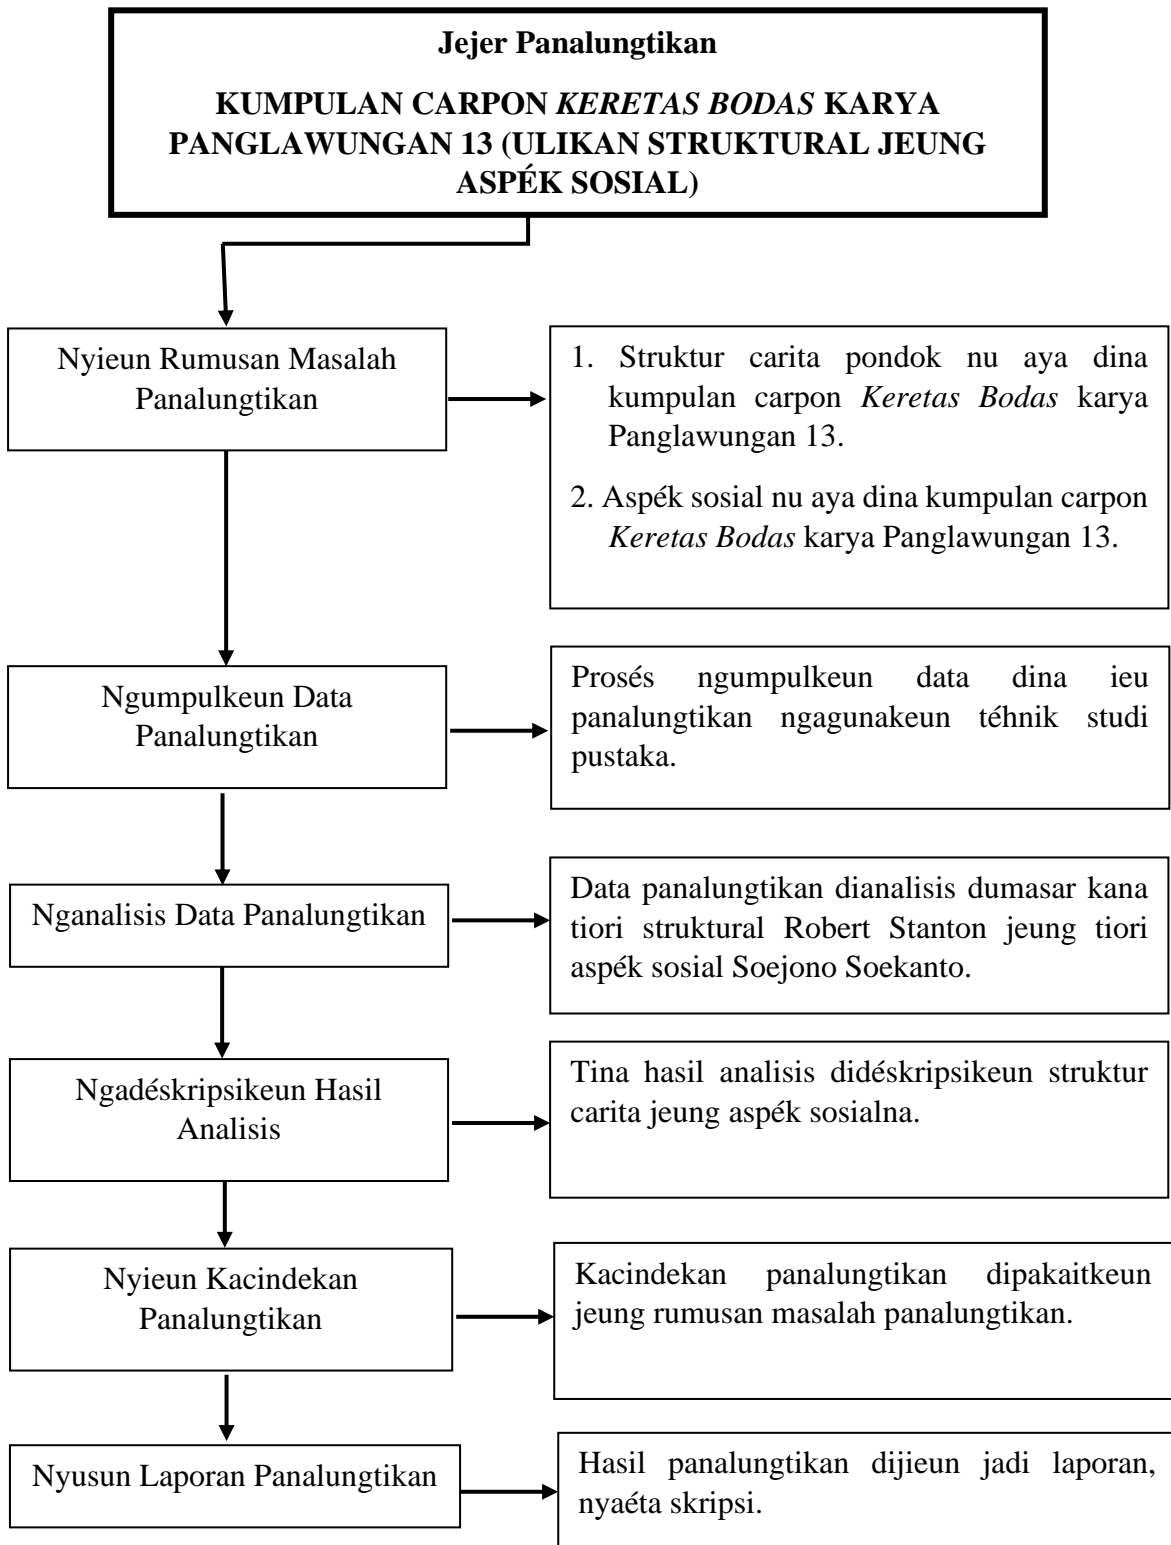 Jejer Panalungtikan
KUMPULAN CARPON KERETAS BODAS KARYA
PANGLAWUNGAN 13 (ULIKAN STRUKTURAL JEUNG
ASPÉK SOSIAL)
Nyieun Rumusan Masalah
Panalungtikan
1. Struktur carita pondok nu aya dina
kumpulan carpon Keretas Bodas karya
Panglawungan 13.
2. Aspék sosial nu aya dina kumpulan carpon
Keretas Bodas karya Panglawungan 13.
Ngumpulkeun Data
Panalungtikan
Prosés ngumpulkeun data dina ieu
panalungtikan ngagunakeun téhnik studi
pustaka.
Nganalisis Data Panalungtikan
Data panalungtikan dianalisis dumasar kana
tiori struktural Robert Stanton jeung tiori
aspék sosial Soejono Soekanto.
Ngadéskripsikeun Hasil
Analisis
Tina hasil analisis didéskripsikeun struktur
carita jeung aspék sosialna.
Nyieun Kacindekan
Panalungtikan
Kacindekan panalungtikan dipakaitkeun
jeung rumusan masalah panalungtikan.
Nyusun Laporan Panalungtikan
Hasil panalungtikan dijieun jadi laporan,
nyaéta skripsi.